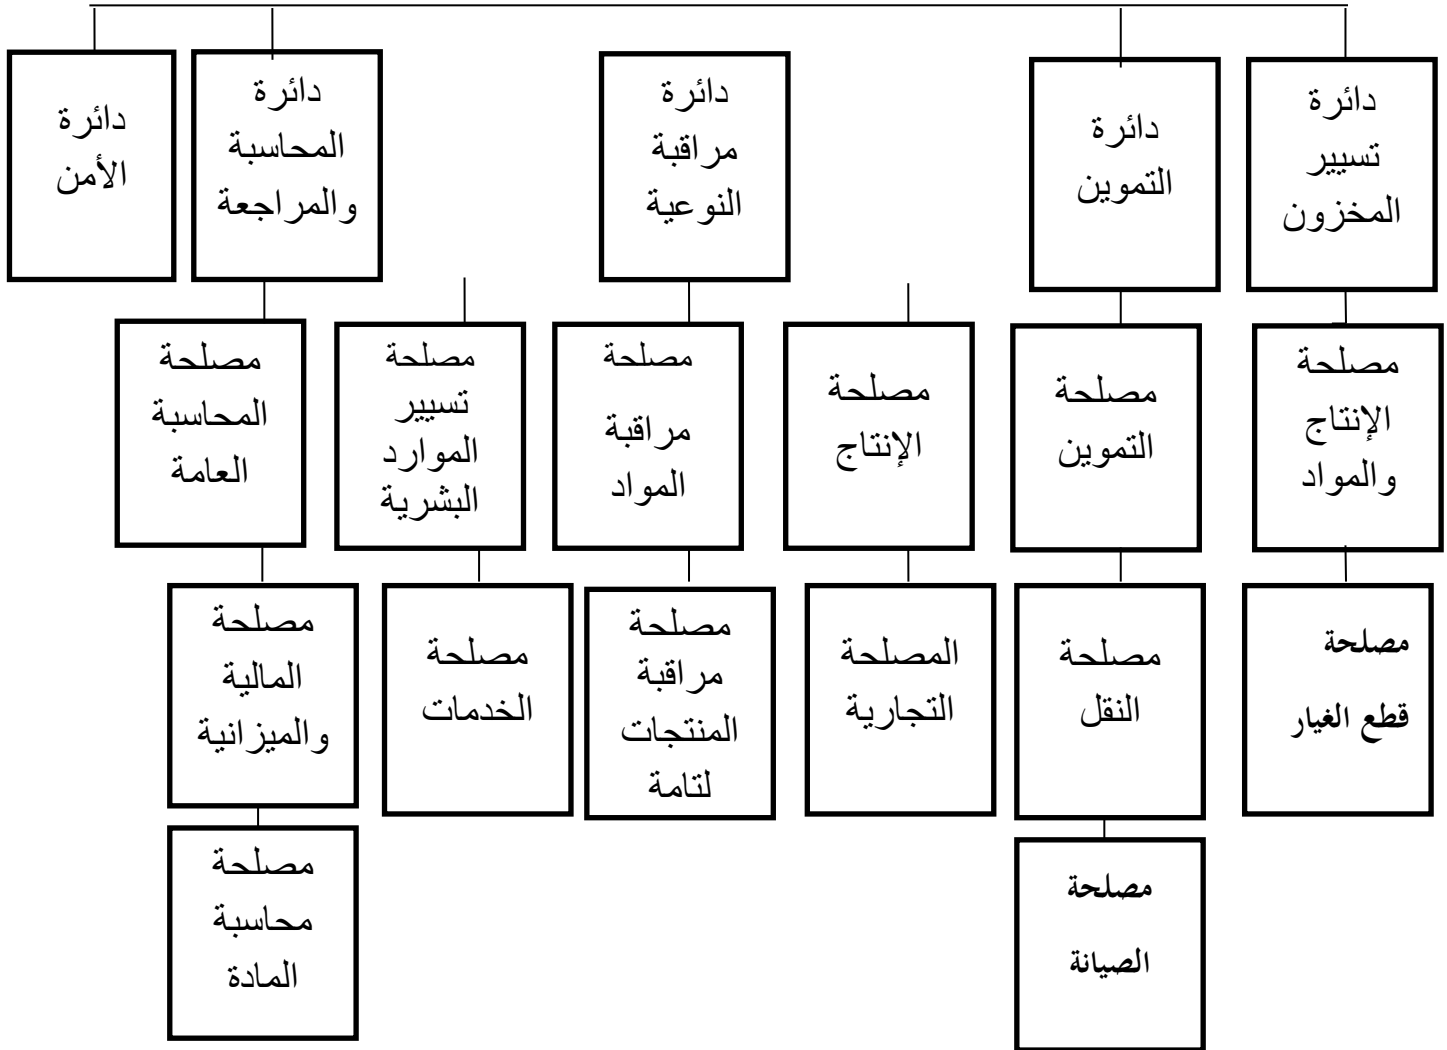 دائرة
تسيير
المخزون
دائرة
التموين
دائرة
مراقبة
النوعية
دائرة
المحاسبة
والمراجعة
دائرة
الأمن
مصلحة
الإنتاج
والمواد
مصلحة
التموين
مصلحة
الإنتاج
مصلحة
مراقبة
المواد
مصلحة
تسيير
الموارد
البشرية
مصلحة
المحاسبة
العامة
مصلحة
قطع الغيار
مصلحة
النقل
المصلحة
التجارية
مصلحة
مراقبة
المنتجات
لتامة
مصلحة
الخدمات
مصلحة
المالية
والميزانية
مصلحة
الصيانة
مصلحة
محاسبة
المادة